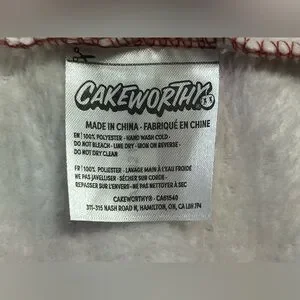 CAKEWORTHY
MADE IN CHINA · FABRIQUÉ EN CHINE
EN | 100% POLYESTER · HAND WASH COLD ·
DO NOT BLEACH · LINE DRY · IRON ON REVERSE ·
DO NOT DRY CLEAN
FR | 100% POLIESTER · LAVAGE MAIN À L'EAU FROIDE
NE PAS JAVELLISER · SÉCHER SUR CORDE ·
REPASSER SUR L'ENVERS · NE PAS NETTOYER À SEC
CAKEWORTHY® · CA61540
311-315 NASH ROAD N, HAMILTON, ON, CA L8H 7P4